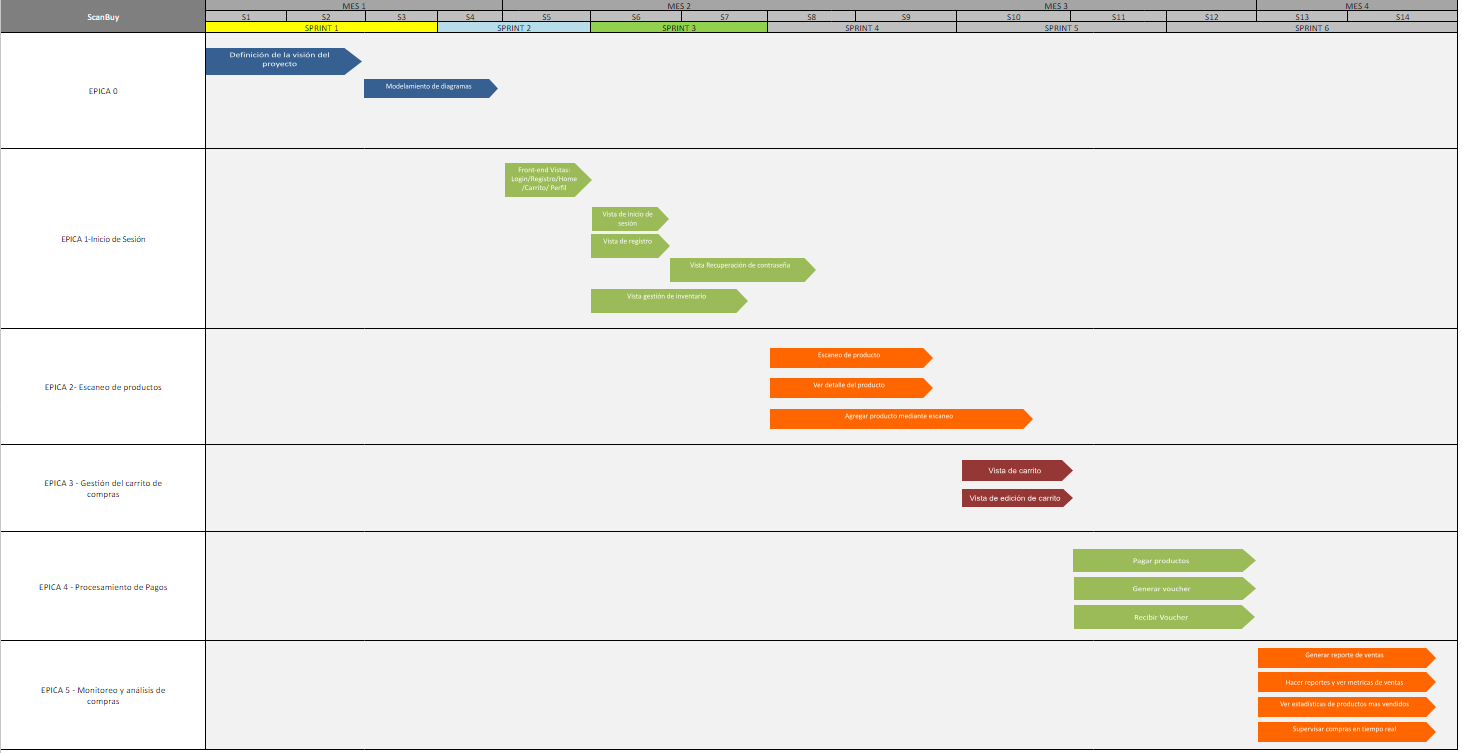 ScanBuy
MES 1
MES 2
MES 3
MES 4
S1
S2
S3
S4
S5
S6
S7
S8
S9
S10
S11
S12
S13
S14
SPRINT 1
SPRINT 2
SPRINT 3
SPRINT 4
SPRINT 5
SPRINT 6
EPICA 0
Definición de la visión del
proyecto
Modelamiento de diagramas
EPICA 1-Inicio de Sesión
Front-end Vistas:
Login/Registro/Home
/Carrito/ Perfil
Vista de inicio de
sesión
Vista de registro
Vista Recuperación de contraseña
Vista gestión de inventario
EPICA 2- Escaneo de productos
Escaneo de producto
Ver detalle del producto
Agregar producto mediante escaneo
EPICA 3 - Gestión del carrito de
compras
Vista de carrito
Vista de edición de carrito
EPICA 4 - Procesamiento de Pagos
Pagar productos
Generar voucher
Recibir Voucher
EPICA 5 - Monitoreo y análisis de
compras
Generar reporte de ventas
Hacer reportes y ver metricas de ventas
Ver estadísticas de productos mas vendidos
Supervisar compras en tiempo real